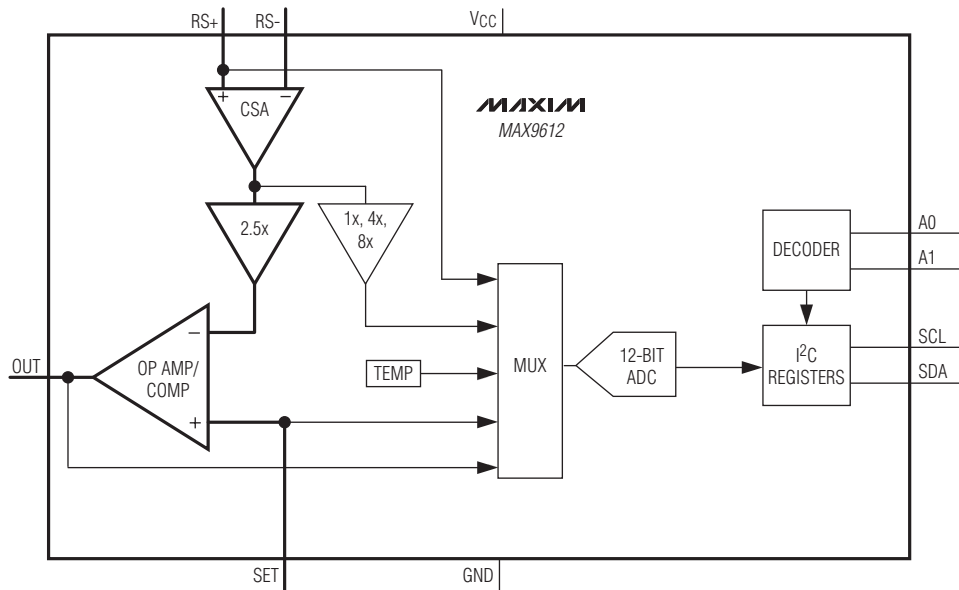 RS+ RS- VCC
+ −
CSA
MAXIM
MAX9612
2.5x
1x, 4x,
8x
DECODER
A0
A1
−
OUT
OP AMP/
COMP
+
TEMP
MUX
12-BIT
ADC
I²C
REGISTERS
SCL
SDA
SET
GND